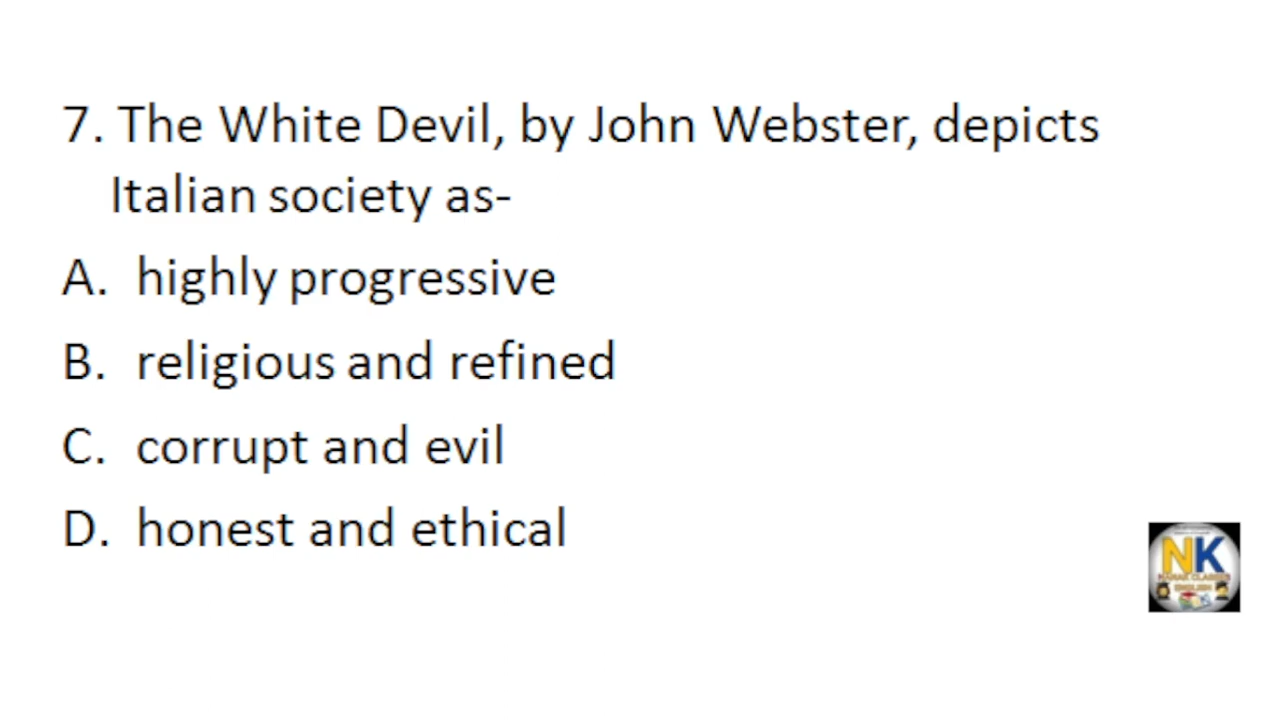 7. The White Devil, by John Webster, depicts
Italian society as-
A. highly progressive
B. religious and refined
C. corrupt and evil
D. honest and ethical
NK